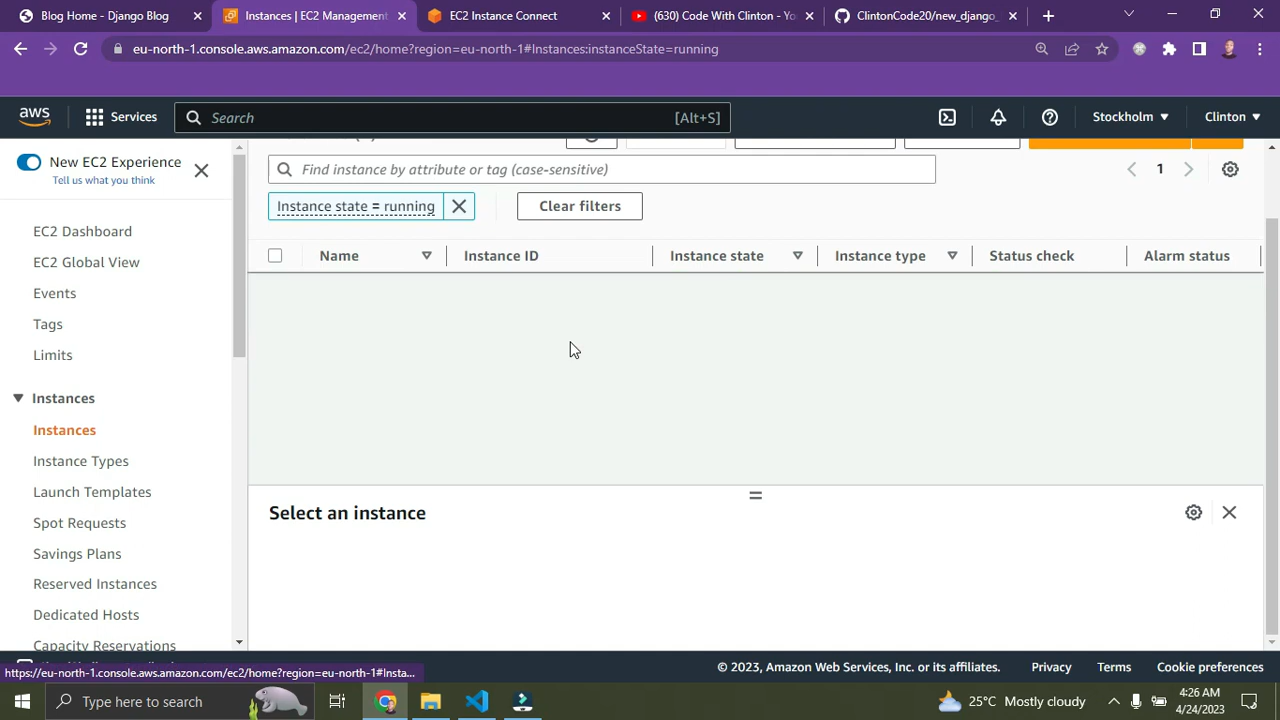 Blog Home - Django Blog
Instances | EC2 Management
EC2 Instance Connect
(630) Code With Clinton - Yo
ClintonCode20/new_django_
eu-north-1.console.aws.amazon.com/ec2/home?region=eu-north-1#Instances:instanceState=running
aws
Services
Search
[Alt+S]
Stockholm
Clinton
New EC2 Experience
Tell us what you think
Find instance by attribute or tag (case-sensitive)
1
Instance state = running
Clear filters
Name
Instance ID
Instance state
Instance type
Status check
Alarm status
EC2 Dashboard
EC2 Global View
Events
Tags
Limits
Instances
Instances
Instance Types
Launch Templates
Spot Requests
Savings Plans
Reserved Instances
Dedicated Hosts
Capacity Reservations
Select an instance
https://eu-north-1.console.aws.amazon.com/ec2/home?region=eu-north-1#Insta...
© 2023, Amazon Web Services, Inc. or its affiliates.
Privacy
Terms
Cookie preferences
Type here to search
25°C Mostly cloudy
4:26 AM
4/24/2023